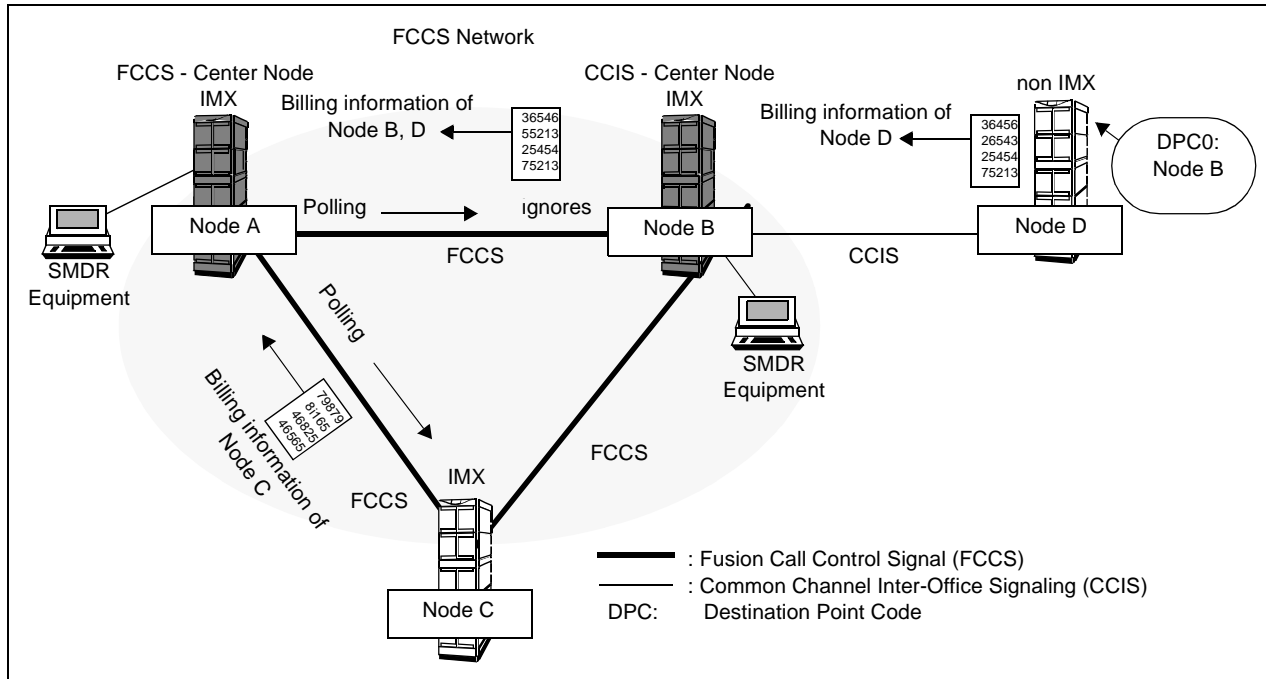 FCCS Network
FCCS - Center Node
IMX
CCIS - Center Node
IMX
non IMX
Billing information of
Node B, D
36546
55213
25454
75213
Billing information of
Node D
36456
26543
25454
75213
DPC0:
Node B
Node A
Polling
ignores
Node B
Node D
FCCS
CCIS
SMDR
Equipment
Polling
SMDR
Equipment
79879
8i165
46825
46565
Billing information of
Node C
FCCS
FCCS
IMX
Node C
: Fusion Call Control Signal (FCCS)
: Common Channel Inter-Office Signaling (CCIS)
DPC: Destination Point Code